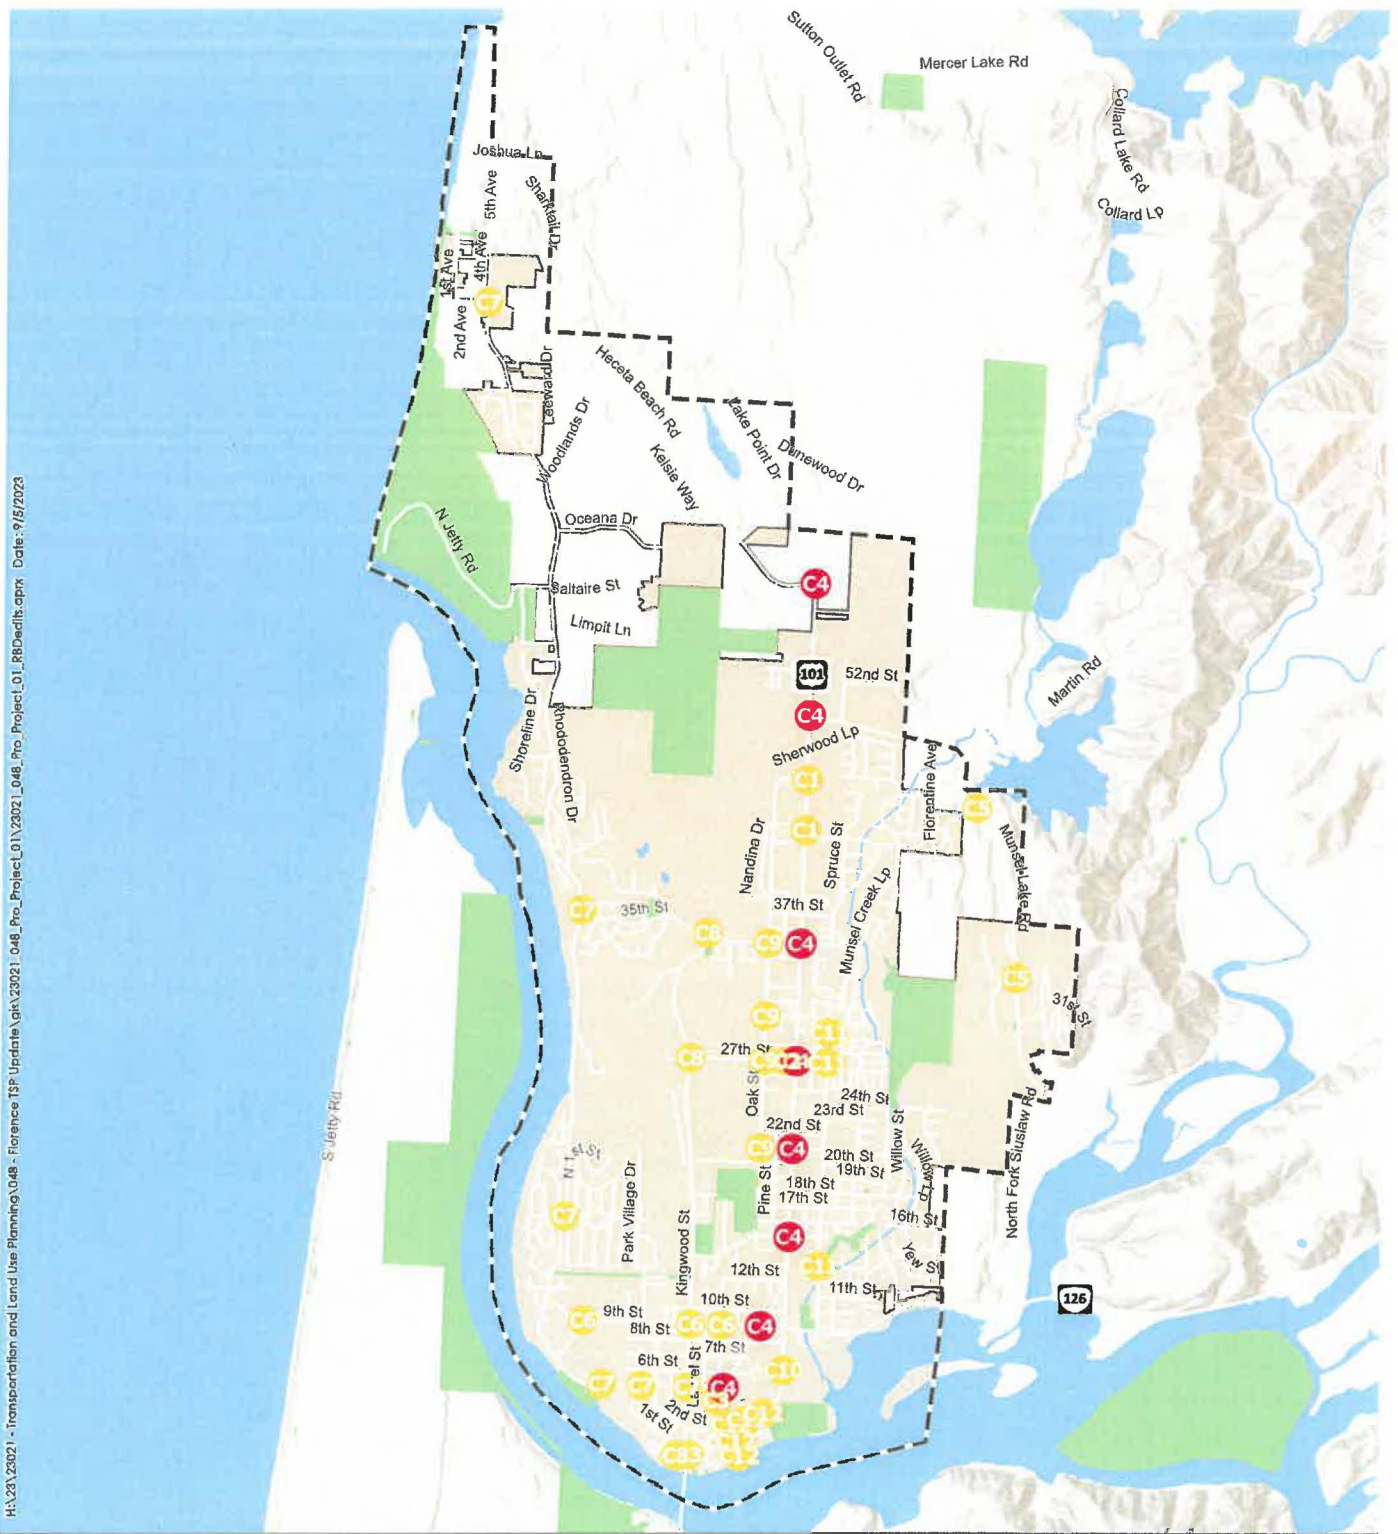 Sutton Outlet Rd
Mercer Lake Rd
Collard Lake Rd
Collard Lp
Joshua Ln
5th Ave
Sharktail Dr
1st Ave
4th Ave
C7
2nd Ave
Leeward Dr
Heceta Beach Rd
Woodlands Dr
Lake Point Dr
Kelsie Way
Dunewood Dr
N Jetty Rd
Oceana Dr
Saltaire St
C4
Limpit Ln
101
52nd St
Martin Rd
C4
Shoreline Dr
Rhododendron Dr
Sherwood Lp
C1
Florentine Ave
C5
C1
Nandina Dr
Spruce St
Munsel Lake Rd
Munsel Creek Lp
37th St
C7
35th St
C8
C9
C4
C5
31st St
C9
27th St
C8
Oak St
24th St
23rd St
22nd St
C9
C4
Willow St
20th St
19th St
18th St
17th St
Pine St
North Fork Siuslaw Rd
S Jetty Rd
N 1st St
Park Village Dr
Kingwood St
16th St
C4
12th St
C1
Yew St
11th St
126
10th St
C6
9th St
8th St
C6
C6
C4
7th St
6th St
C10
C7
C7
C4
2nd St
1st St
C12
C12
H:\23\23021 - Transportation and Land Use Planning\048 - Florence TSP Update\gis\23021_048_Pro_Project_01\23021_048_Pro_Project_01_RBDedits.aprx Date: 9/5/2023